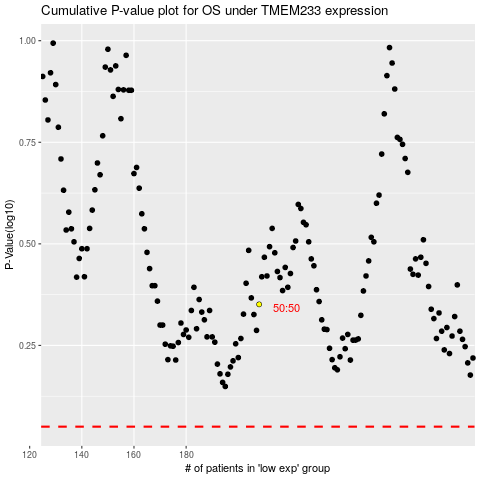 Cumulative P-value plot for OS under TMEM233 expression
P-Value(log10)
1.00
0.75
0.50
0.25
50:50
120 140 160 180
# of patients in 'low exp' group